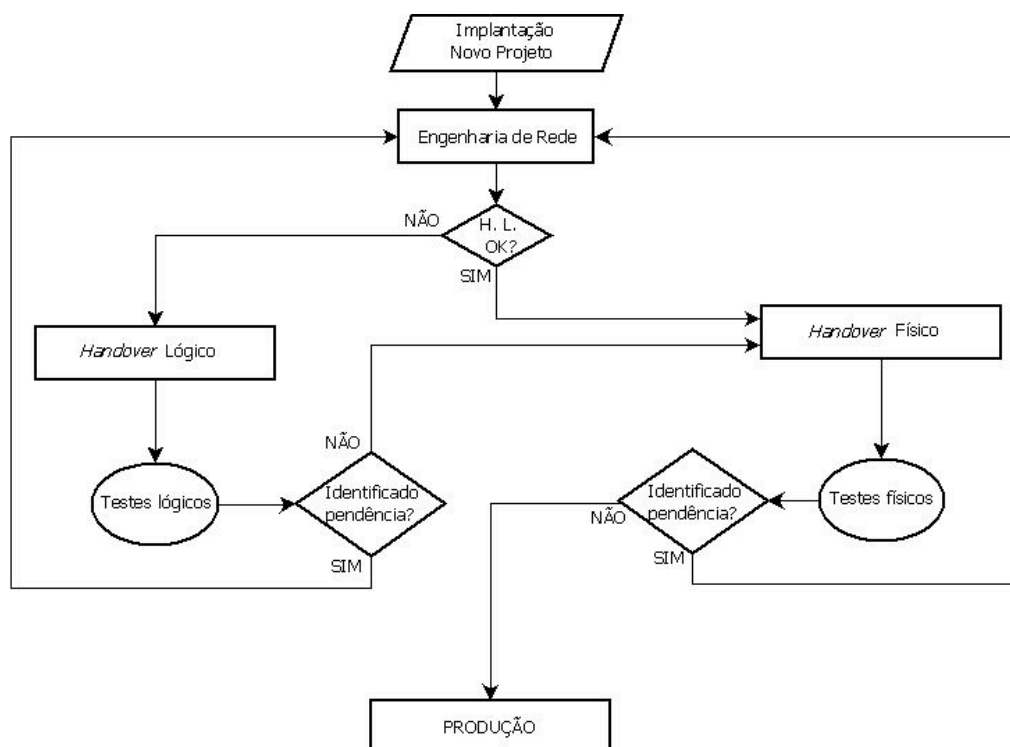 Implantação
Novo Projeto
Engenharia de Rede
NÃO
H. L.
OK?
SIM
Handover Lógico
Handover Físico
NÃO
Testes lógicos
Identificado
pendência?
SIM
Identificado
pendência?
NÃO
SIM
Testes físicos
PRODUÇÃO